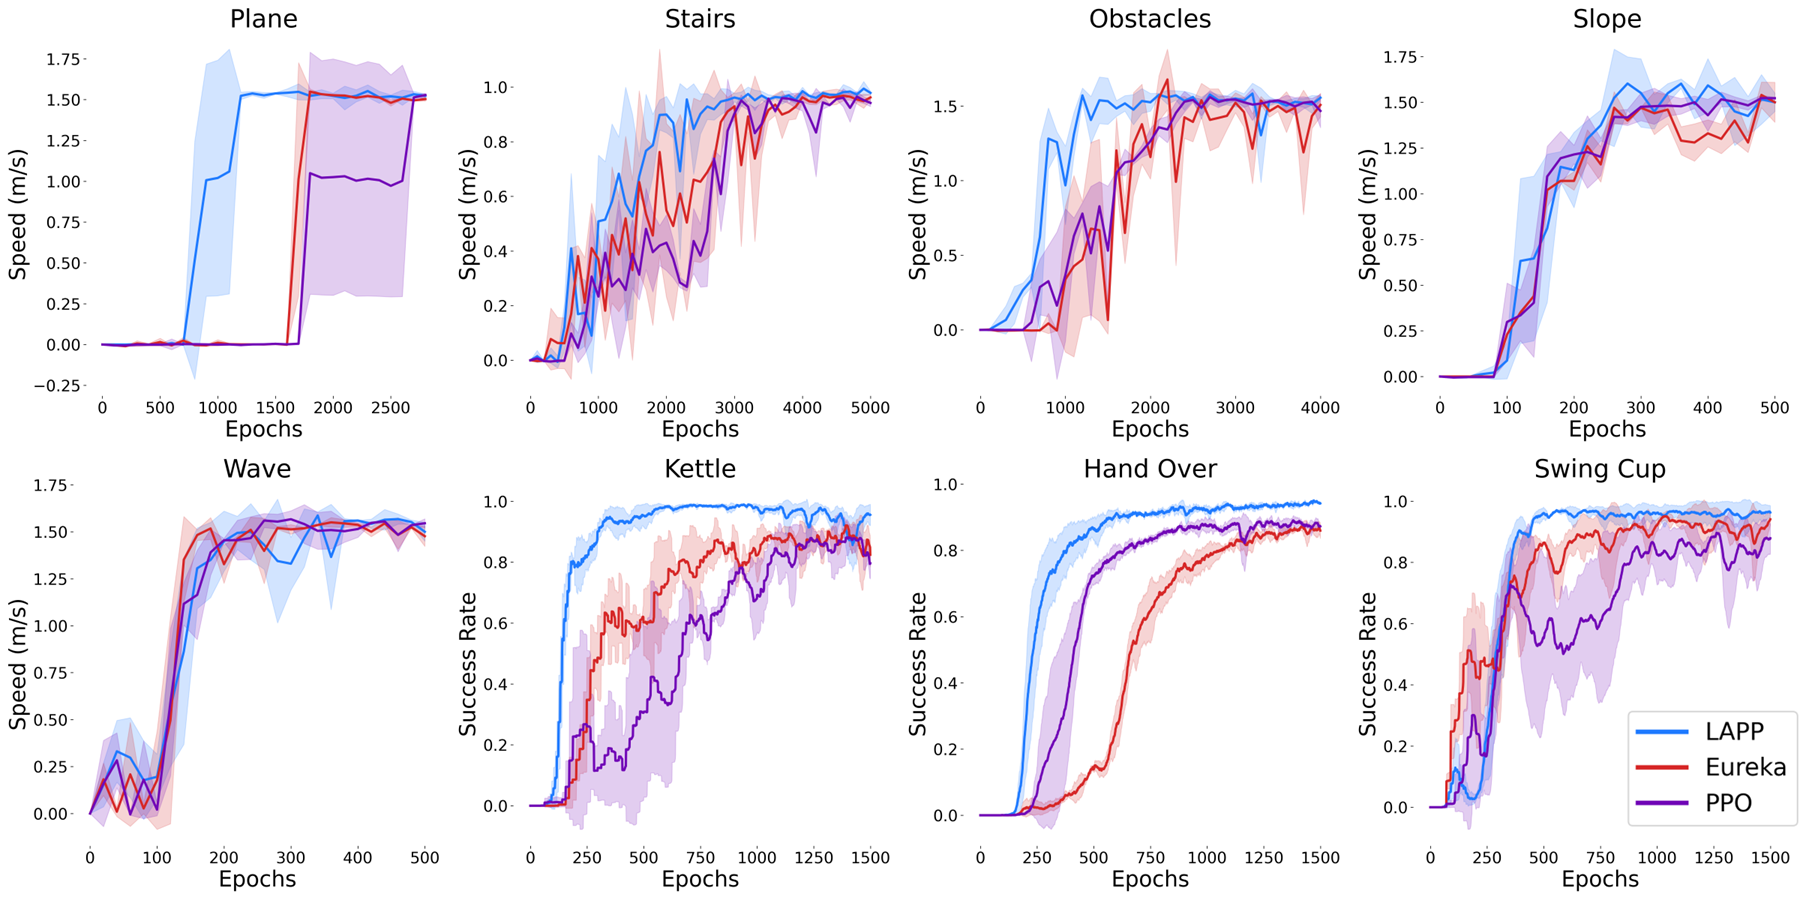 Plane
Speed (m/s)
1.75
1.50
1.25
1.00
0.75
0.50
0.25
0.00
−0.25
0 500 1000 1500 2000 2500
Epochs
Stairs
Speed (m/s)
1.0
0.8
0.6
0.4
0.2
0.0
0 1000 2000 3000 4000 5000
Epochs
Obstacles
Speed (m/s)
1.5
1.0
0.5
0.0
0 1000 2000 3000 4000
Epochs
Slope
Speed (m/s)
1.75
1.50
1.25
1.00
0.75
0.50
0.25
0.00
0 100 200 300 400 500
Epochs
Wave
Speed (m/s)
1.75
1.50
1.25
1.00
0.75
0.50
0.25
0.00
0 100 200 300 400 500
Epochs
Kettle
Success Rate
1.0
0.8
0.6
0.4
0.2
0.0
0 250 500 750 1000 1250 1500
Epochs
Hand Over
Success Rate
1.0
0.8
0.6
0.4
0.2
0.0
0 250 500 750 1000 1250 1500
Epochs
Swing Cup
Success Rate
1.0
0.8
0.6
0.4
0.2
0.0
0 250 500 750 1000 1250 1500
Epochs
LAPP
Eureka
PPO